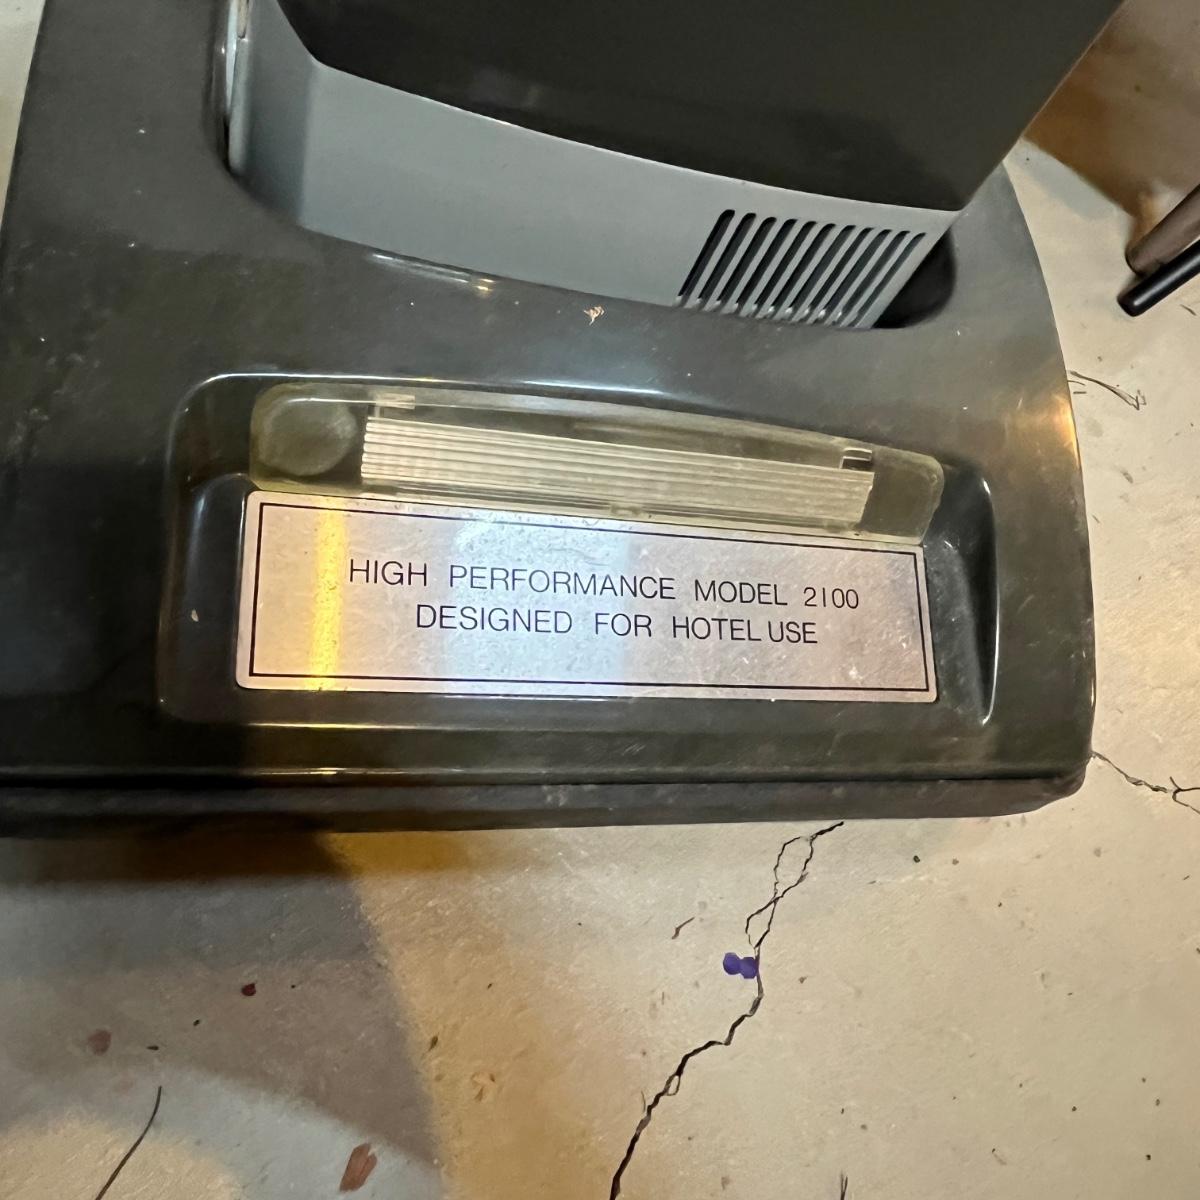 HIGH PERFORMANCE MODEL 2100
DESIGNED FOR HOTEL USE